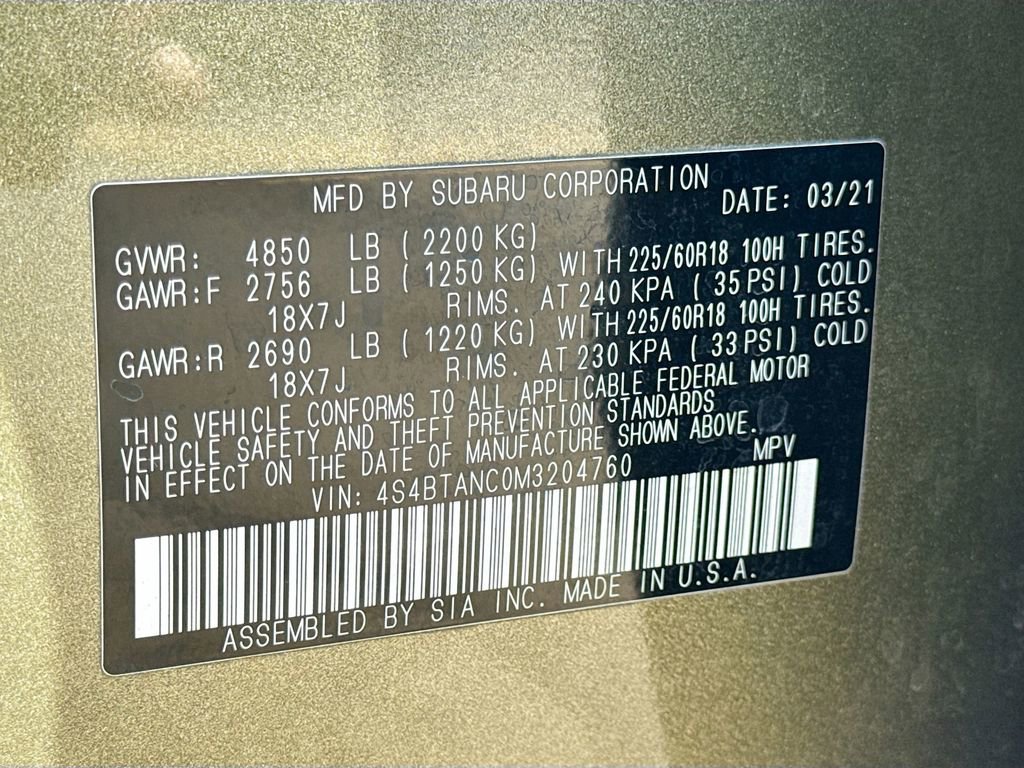 MFD BY SUBARU CORPORATION DATE: 03/21
GVWR: 4850 LB ( 2200 KG)
GAWR:F 2756 LB ( 1250 KG) WITH 225/60R18 100H TIRES.
18X7J RIMS. AT 240 KPA ( 35 PSI) COLD
GAWR:R 2690 LB ( 1220 KG) WITH 225/60R18 100H TIRES.
18X7J RIMS. AT 230 KPA ( 33 PSI) COLD
THIS VEHICLE CONFORMS TO ALL APPLICABLE FEDERAL MOTOR
VEHICLE SAFETY AND THEFT PREVENTION STANDARDS
IN EFFECT ON THE DATE OF MANUFACTURE SHOWN ABOVE.
VIN: 4S4BTANC0M3204760 MPV
ASSEMBLED BY SIA INC. MADE IN U.S.A.